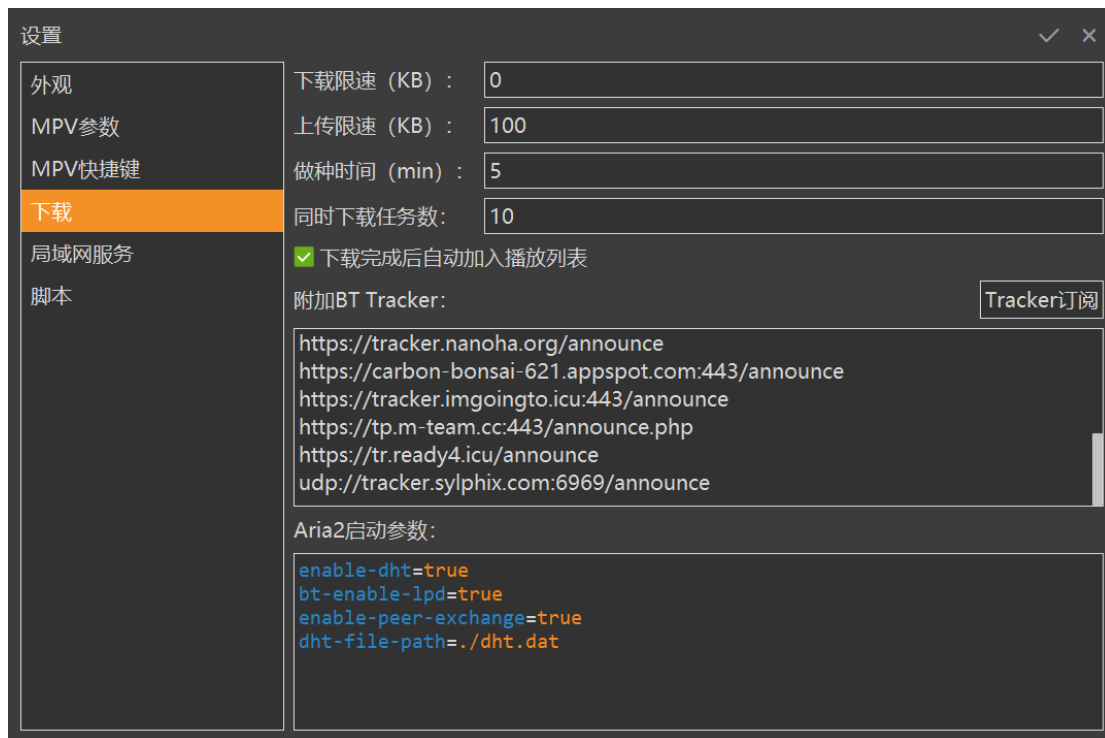 设置
外观
MPV参数
MPV快捷键
下载
局域网服务
脚本
下载限速（KB）： 0
上传限速（KB）： 100
做种时间（min）： 5
同时下载任务数： 10
下载完成后自动加入播放列表
附加BT Tracker： Tracker订阅
https://tracker.nanoha.org/announce
https://carbon-bonsai-621.appspot.com:443/announce
https://tracker.imgoingto.icu:443/announce
https://tp.m-team.cc:443/announce.php
https://tr.ready4.icu/announce
udp://tracker.sylphix.com:6969/announce
Aria2启动参数：
enable-dht=true
bt-enable-lpd=true
enable-peer-exchange=true
dht-file-path=./dht.dat